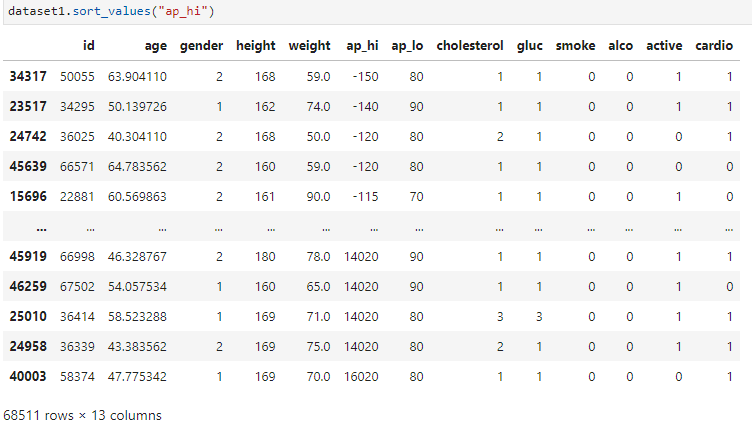 dataset1.sort_values("ap_hi")
id age gender height weight ap_hi ap_lo cholesterol gluc smoke alco active cardio
34317 50055 63.904110 2 168 59.0 -150 80 1 1 0 0 1 1
23517 34295 50.139726 1 162 74.0 -140 90 1 1 0 0 1 1
24742 36025 40.304110 2 168 50.0 -120 80 2 1 0 0 0 1
45639 66571 64.783562 2 160 59.0 -120 80 1 1 0 0 0 0
15696 22881 60.569863 2 161 90.0 -115 70 1 1 0 0 1 0
... ... ... ... ... ... ... ... ... ... ... ... ... ...
45919 66998 46.328767 2 180 78.0 14020 90 1 1 0 0 1 1
46259 67502 54.057534 1 160 65.0 14020 90 1 1 0 0 1 0
25010 36414 58.523288 1 169 71.0 14020 80 3 3 0 0 1 1
24958 36339 43.383562 2 169 75.0 14020 80 2 1 0 0 1 1
40003 58374 47.775342 1 169 70.0 16020 80 1 1 0 0 0 1
68511 rows × 13 columns